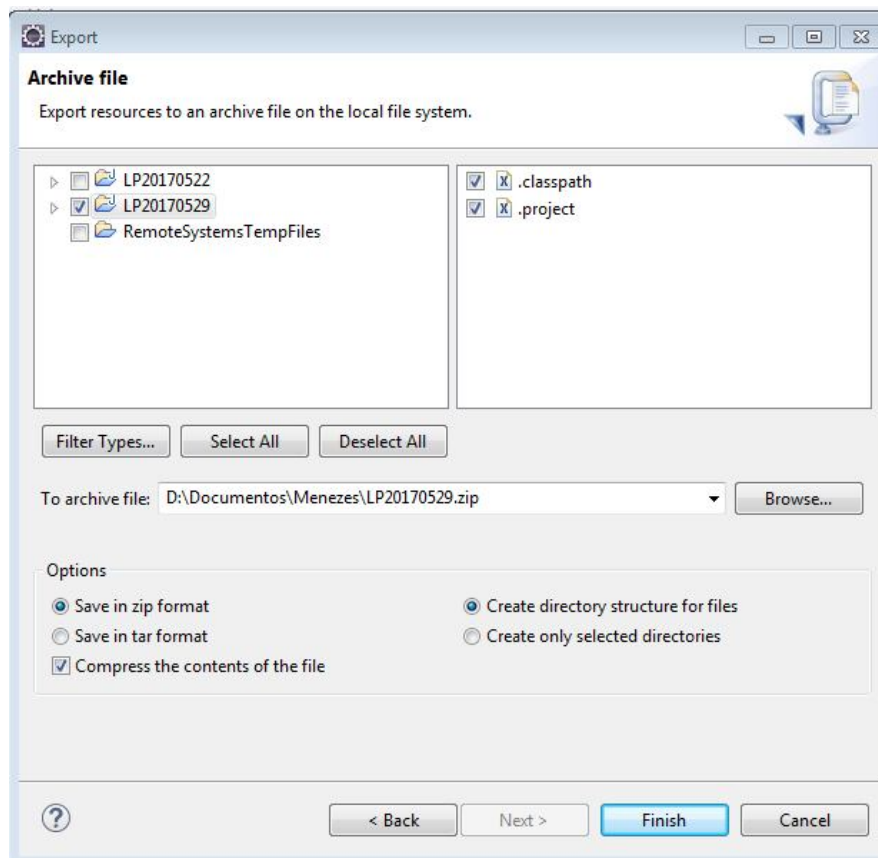 Export
Archive file
Export resources to an archive file on the local file system.
LP20170522
LP20170529
RemoteSystemsTempFiles
.classpath
.project
Filter Types...
Select All
Deselect All
To archive file:
D:\Documentos\Menezes\LP20170529.zip
Browse...
Options
Save in zip format
Save in tar format
Compress the contents of the file
Create directory structure for files
Create only selected directories
< Back
Next >
Finish
Cancel